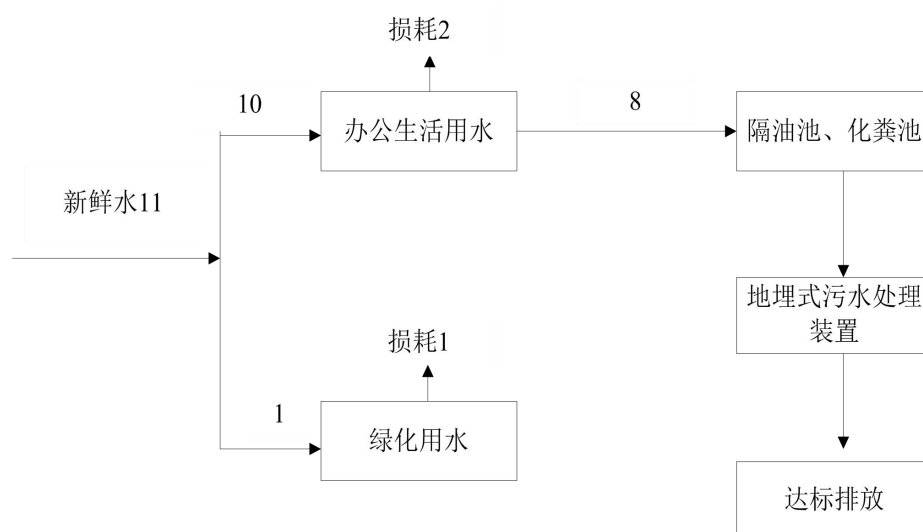 损耗2
10
办公生活用水
8
隔油池、化粪池
新鲜水11
地埋式污水处理
装置
损耗1
1
绿化用水
达标排放